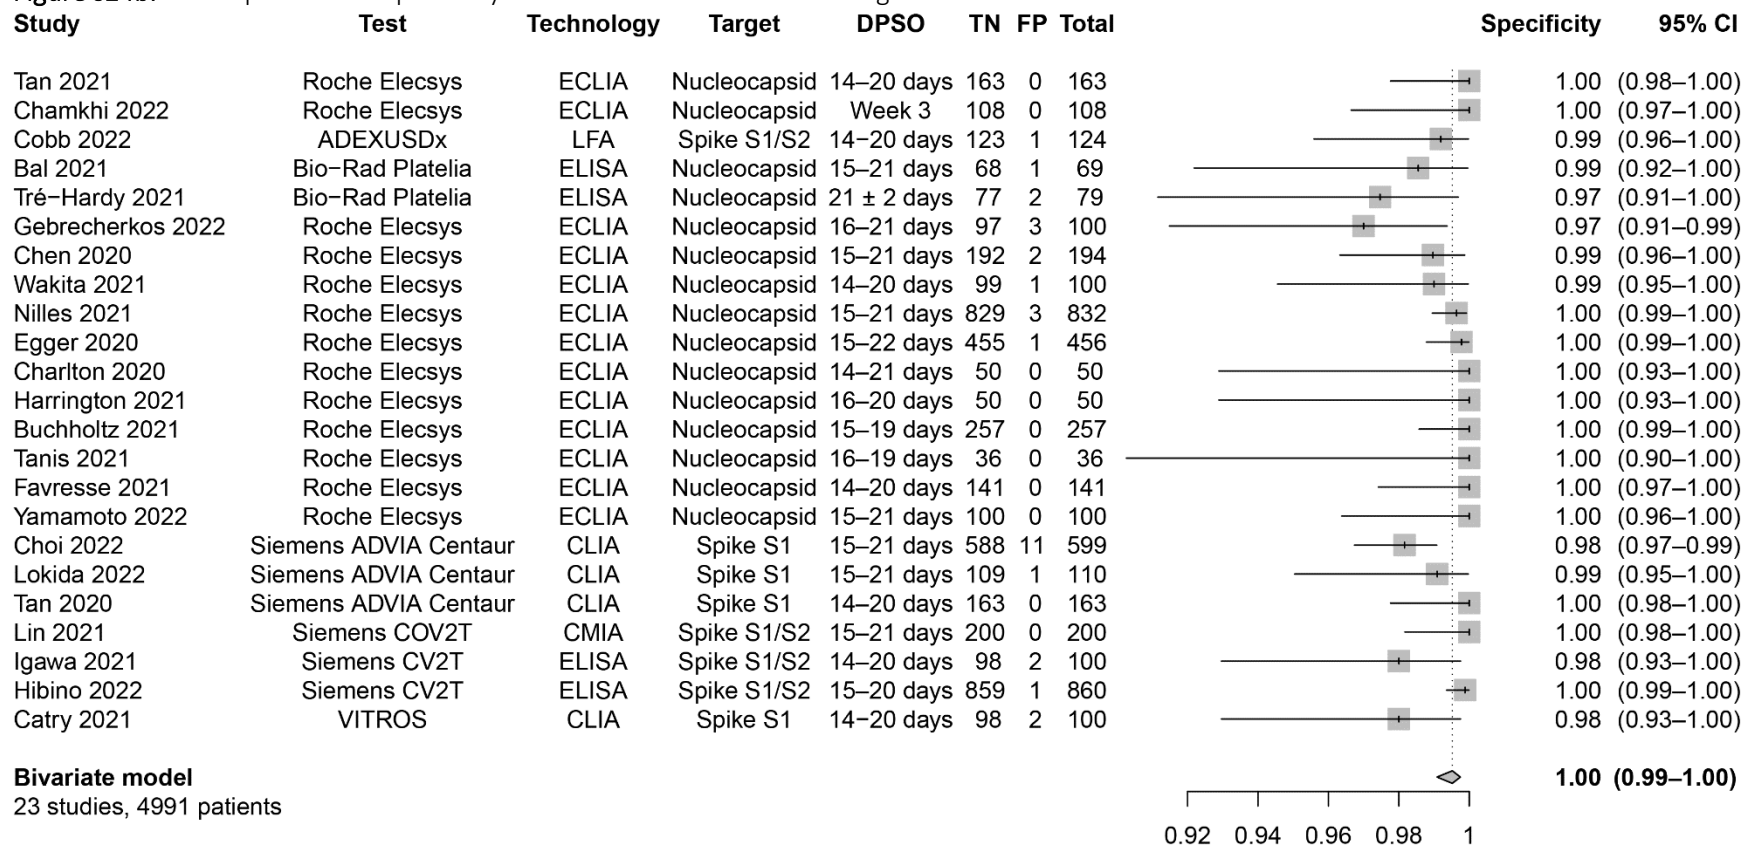 Study Test Technology Target DPSO TN FP Total Specificity 95% CI
Tan 2021 Roche Elecsys ECLIA Nucleocapsid 14–20 days 163 0 163 1.00 (0.98–1.00)
Chamkhi 2022 Roche Elecsys ECLIA Nucleocapsid Week 3 108 0 108 1.00 (0.97–1.00)
Cobb 2022 ADEXUSDx LFA Spike S1/S2 14−20 days 123 1 124 0.99 (0.96–1.00)
Bal 2021 Bio−Rad Platelia ELISA Nucleocapsid 15–21 days 68 1 69 0.99 (0.92–1.00)
Tré−Hardy 2021 Bio−Rad Platelia ELISA Nucleocapsid 21 ± 2 days 77 2 79 0.97 (0.91–1.00)
Gebrecherkos 2022 Roche Elecsys ECLIA Nucleocapsid 16–21 days 97 3 100 0.97 (0.91–0.99)
Chen 2020 Roche Elecsys ECLIA Nucleocapsid 15–21 days 192 2 194 0.99 (0.96–1.00)
Wakita 2021 Roche Elecsys ECLIA Nucleocapsid 14–20 days 99 1 100 0.99 (0.95–1.00)
Nilles 2021 Roche Elecsys ECLIA Nucleocapsid 15–21 days 829 3 832 1.00 (0.99–1.00)
Egger 2020 Roche Elecsys ECLIA Nucleocapsid 15–22 days 455 1 456 1.00 (0.99–1.00)
Charlton 2020 Roche Elecsys ECLIA Nucleocapsid 14–21 days 50 0 50 1.00 (0.93–1.00)
Harrington 2021 Roche Elecsys ECLIA Nucleocapsid 16–20 days 50 0 50 1.00 (0.93–1.00)
Buchholtz 2021 Roche Elecsys ECLIA Nucleocapsid 15–19 days 257 0 257 1.00 (0.99–1.00)
Tanis 2021 Roche Elecsys ECLIA Nucleocapsid 16–19 days 36 0 36 1.00 (0.90–1.00)
Favresse 2021 Roche Elecsys ECLIA Nucleocapsid 14–20 days 141 0 141 1.00 (0.97–1.00)
Yamamoto 2022 Roche Elecsys ECLIA Nucleocapsid 15–21 days 100 0 100 1.00 (0.96–1.00)
Choi 2022 Siemens ADVIA Centaur CLIA Spike S1 15–21 days 588 11 599 0.98 (0.97–0.99)
Lokida 2022 Siemens ADVIA Centaur CLIA Spike S1 15–21 days 109 1 110 0.99 (0.95–1.00)
Tan 2020 Siemens ADVIA Centaur CLIA Spike S1 14–20 days 163 0 163 1.00 (0.98–1.00)
Lin 2021 Siemens COV2T CMIA Spike S1/S2 15–21 days 200 0 200 1.00 (0.98–1.00)
Igawa 2021 Siemens CV2T ELISA Spike S1/S2 14–20 days 98 2 100 0.98 (0.93–1.00)
Hibino 2022 Siemens CV2T ELISA Spike S1/S2 15–20 days 859 1 860 1.00 (0.99–1.00)
Catry 2021 VITROS CLIA Spike S1 14−20 days 98 2 100 0.98 (0.93–1.00)
Bivariate model 1.00 (0.99–1.00)
23 studies, 4991 patients
0.92 0.94 0.96 0.98 1